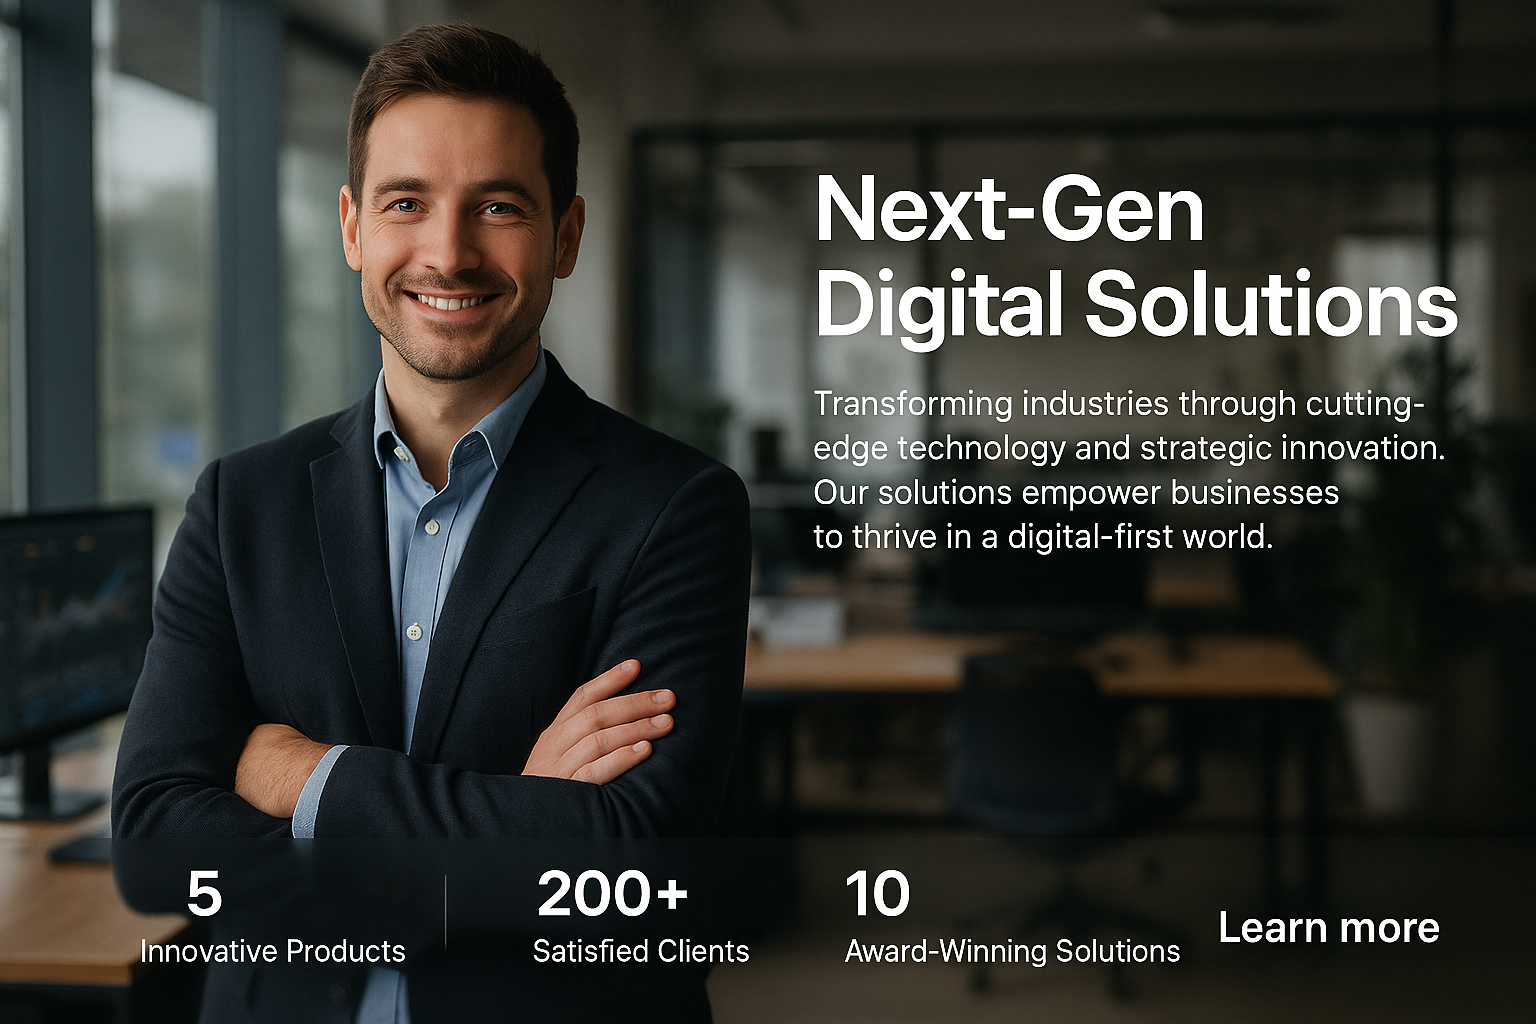 Next-Gen
Digital Solutions
Transforming industries through cutting-
edge technology and strategic innovation.
Our solutions empower businesses
to thrive in a digital-first world.
5
Innovative Products
200+
Satisfied Clients
10
Award-Winning Solutions
Learn more